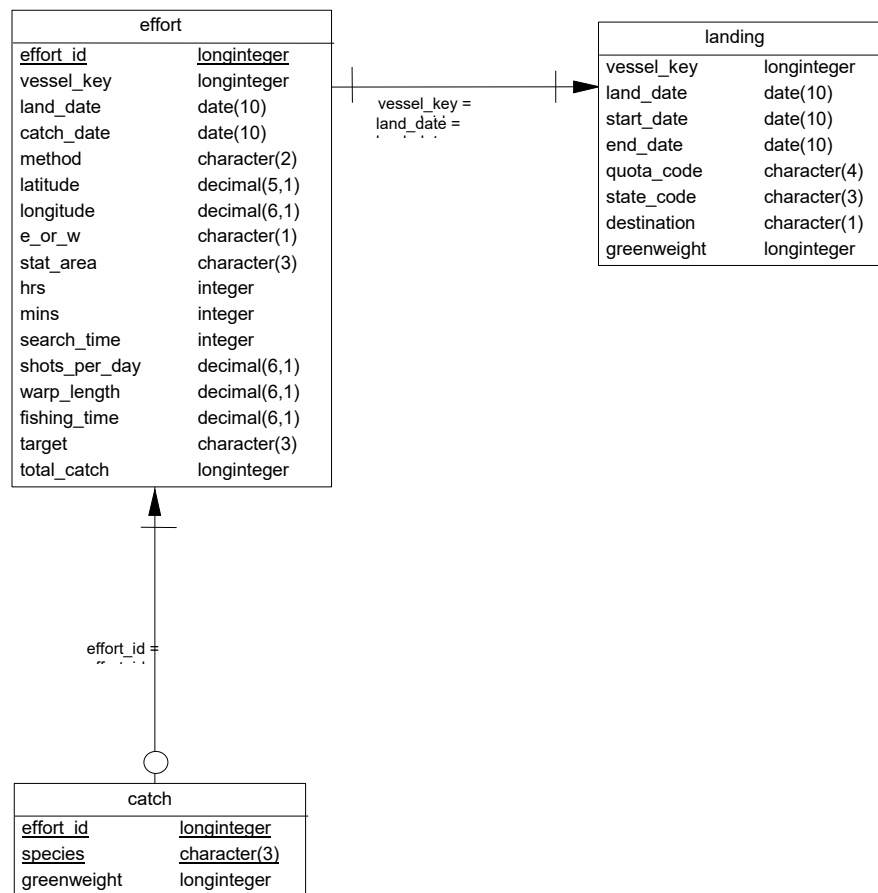 effort
effort_id longinteger
vessel_key longinteger
land_date date(10)
catch_date date(10)
method character(2)
latitude decimal(5,1)
longitude decimal(6,1)
e_or_w character(1)
stat_area character(3)
hrs integer
mins integer
search_time integer
shots_per_day decimal(6,1)
warp_length decimal(6,1)
fishing_time decimal(6,1)
target character(3)
total_catch longinteger
vessel_key =
land_date =
landing
vessel_key longinteger
land_date date(10)
start_date date(10)
end_date date(10)
quota_code character(4)
state_code character(3)
destination character(1)
greenweight longinteger
effort_id =
catch
effort_id longinteger
species character(3)
greenweight longinteger